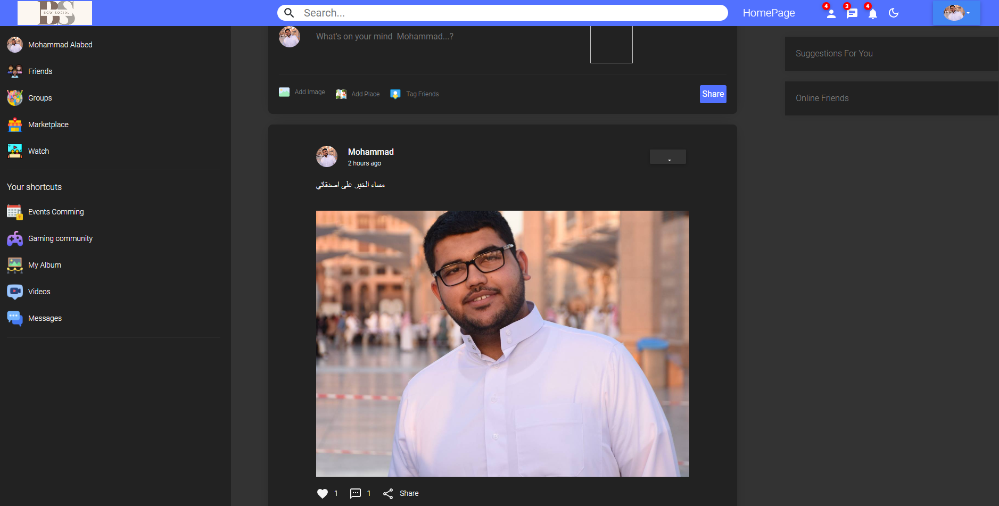 BS
BCW SOCIAL
Search...
HomePage
4
3
4
Mohammad Alabed
Friends
Groups
Marketplace
Watch
Your shortcuts
Events Comming
Gaming community
My Album
Videos
Messages
What's on your mind Mohammad...?
Add Image
Add Place
Tag Friends
Share
Mohammad
2 hours ago
مساء الخير على اصدقائي
1
1
Share
Suggestions For You
Online Friends